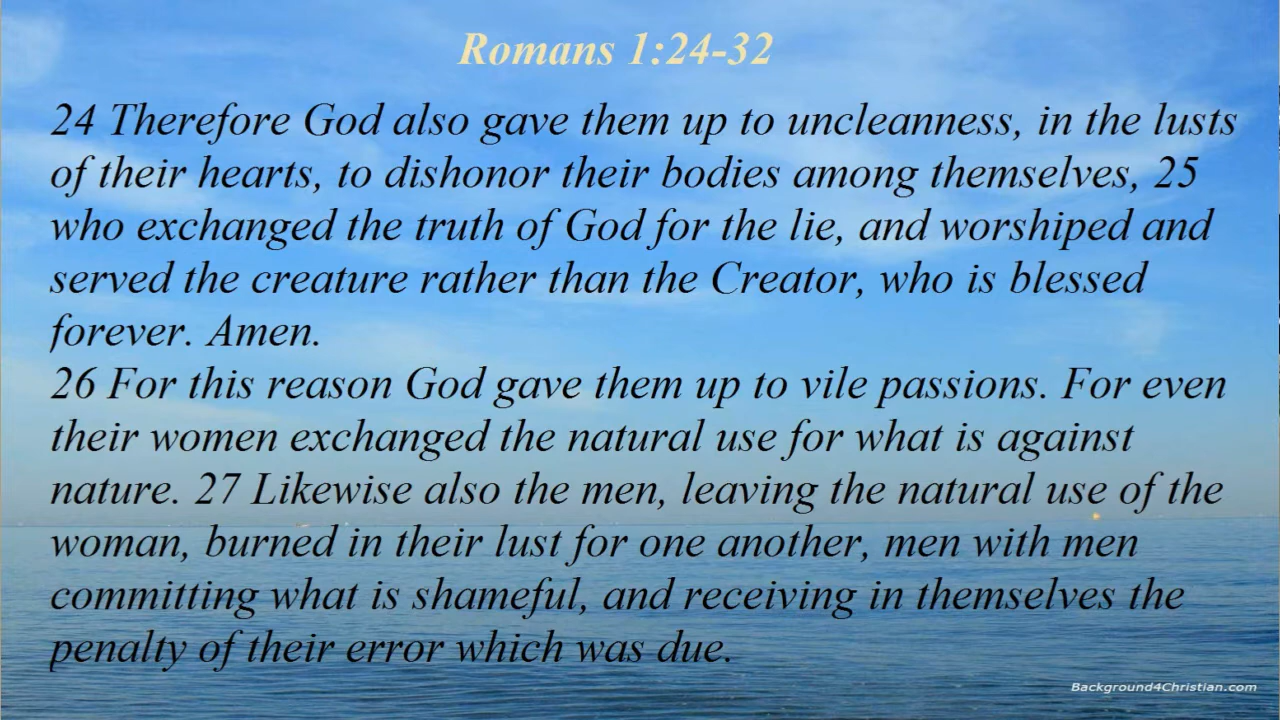 Romans 1:24-32
24 Therefore God also gave them up to uncleanness, in the lusts
of their hearts, to dishonor their bodies among themselves, 25
who exchanged the truth of God for the lie, and worshiped and
served the creature rather than the Creator, who is blessed
forever. Amen.
26 For this reason God gave them up to vile passions. For even
their women exchanged the natural use for what is against
nature. 27 Likewise also the men, leaving the natural use of the
woman, burned in their lust for one another, men with men
committing what is shameful, and receiving in themselves the
penalty of their error which was due.
Background4Christian.com